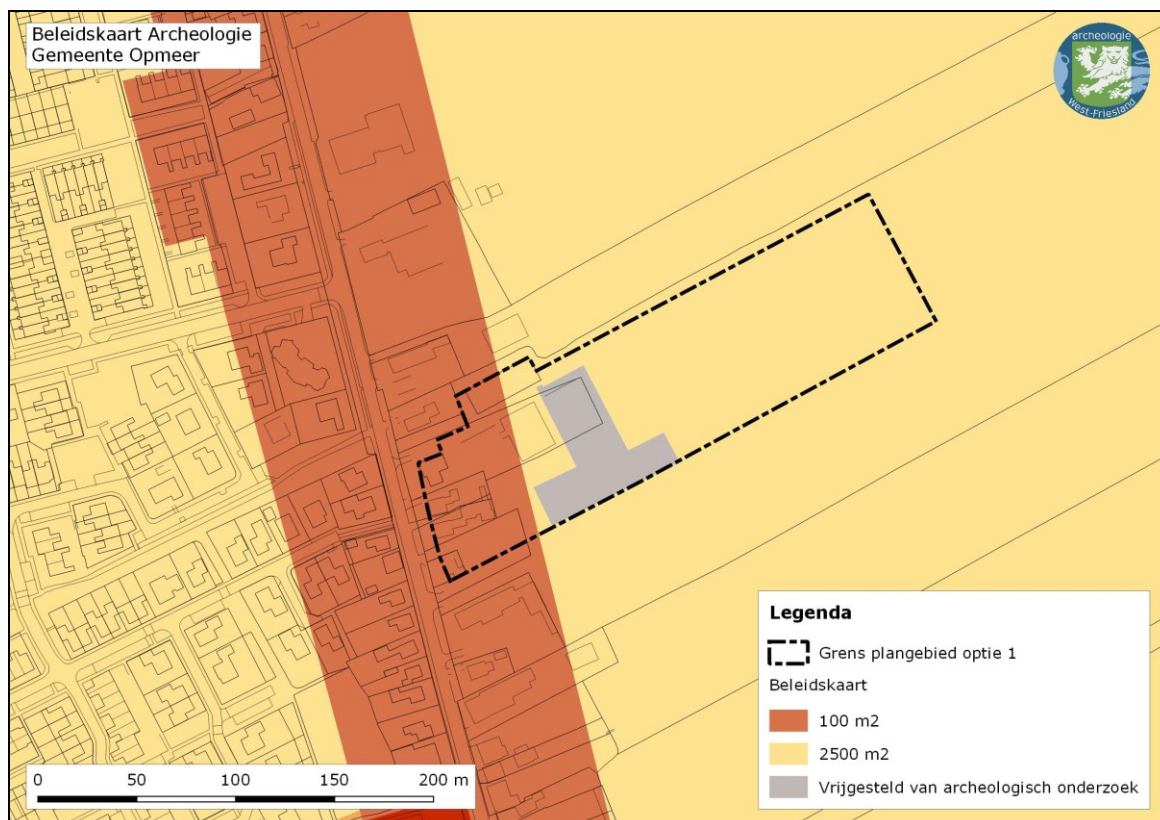 Beleidskaart Archeologie
Gemeente Opmeer
archeologie
West-Friesland
Legenda
Grens plangebied optie 1
Beleidskaart
100 m2
2500 m2
Vrijgesteld van archeologisch onderzoek
0 50 100 150 200 m